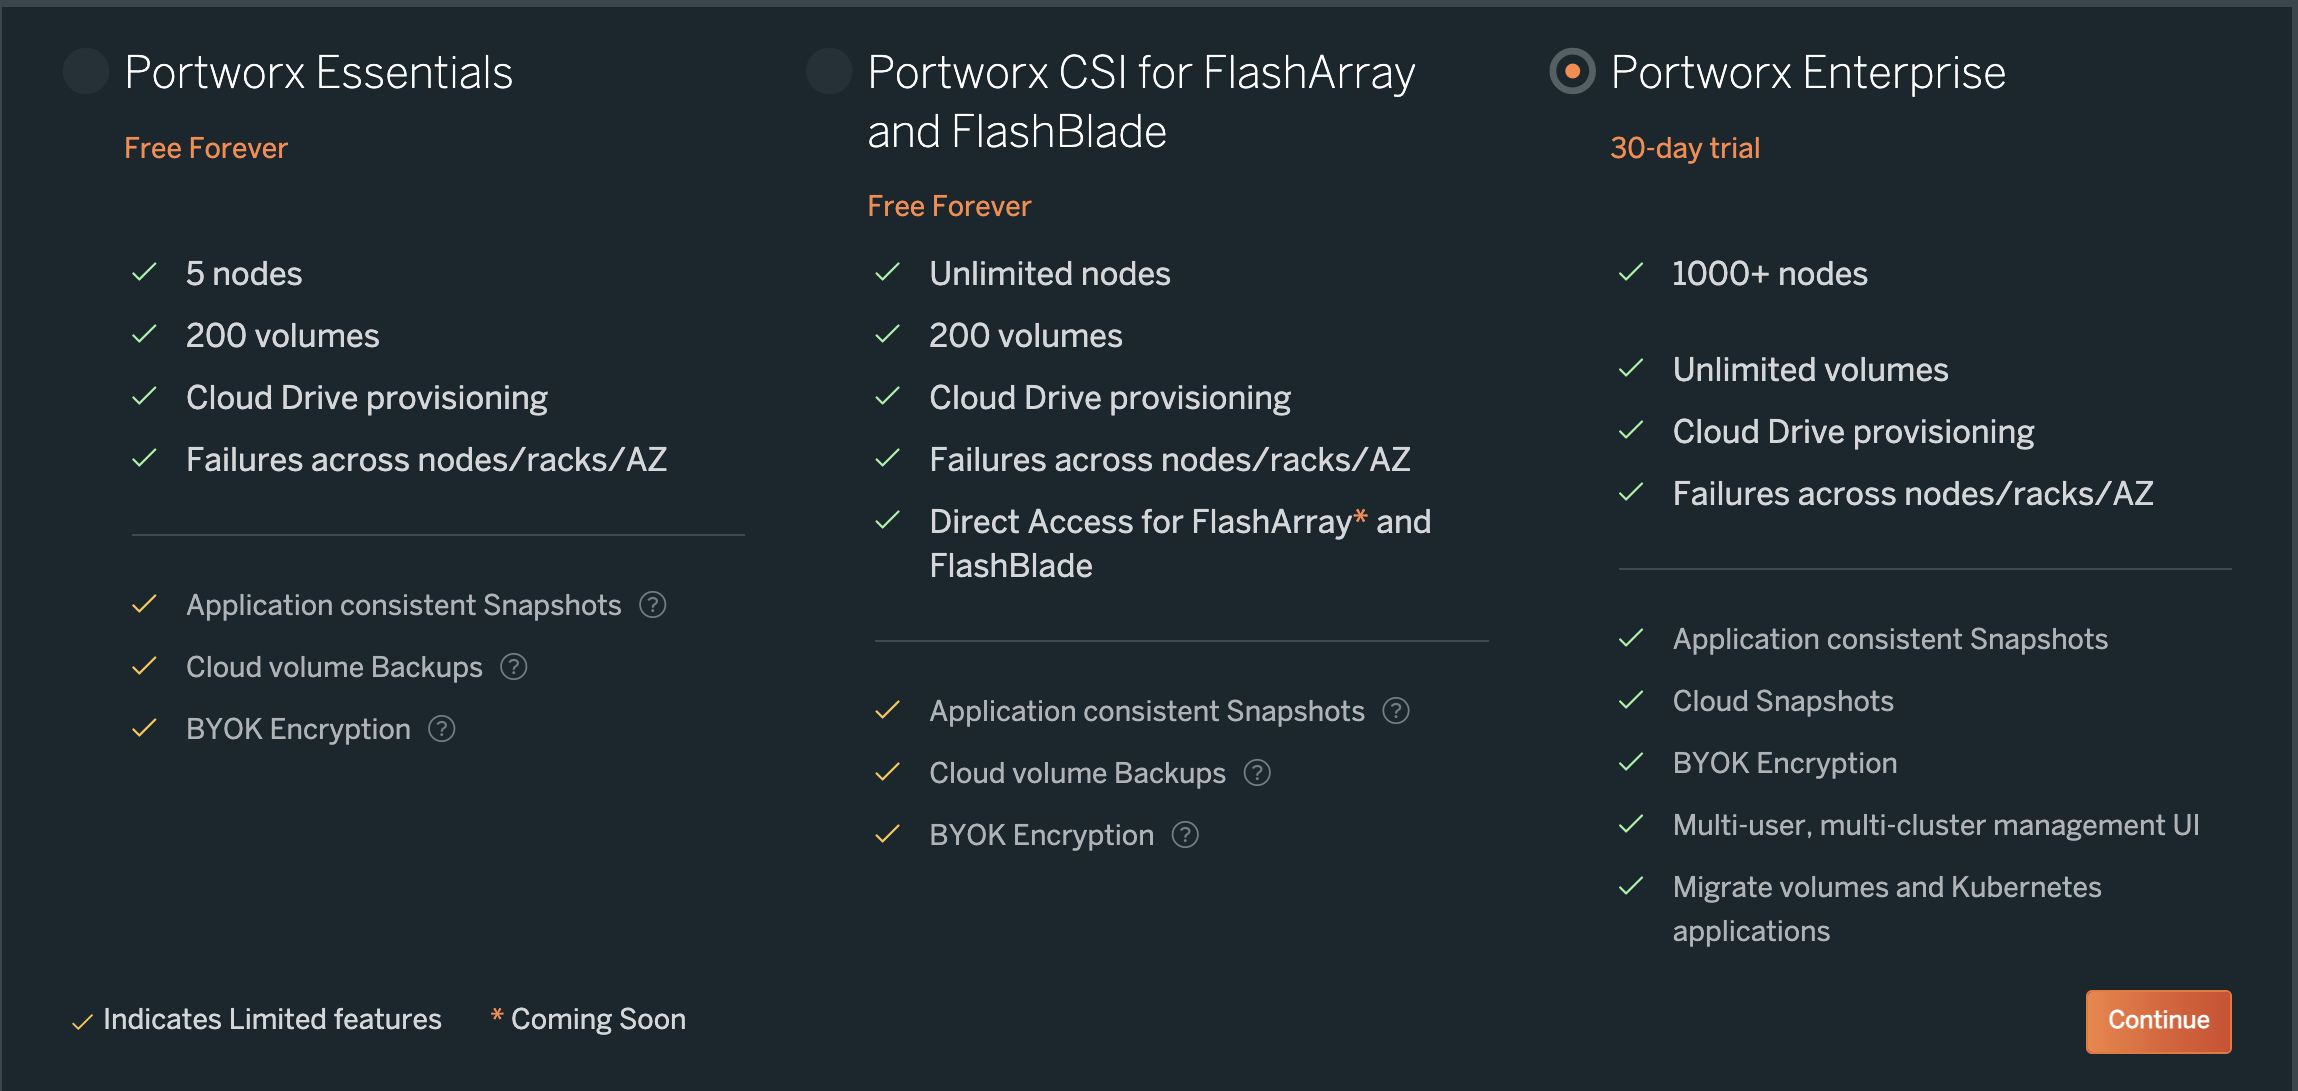 Portworx Essentials
Free Forever
5 nodes
200 volumes
Cloud Drive provisioning
Failures across nodes/racks/AZ
Application consistent Snapshots ?
Cloud volume Backups ?
BYOK Encryption ?
Portworx CSI for FlashArray
and FlashBlade
Free Forever
Unlimited nodes
200 volumes
Cloud Drive provisioning
Failures across nodes/racks/AZ
Direct Access for FlashArray* and
FlashBlade
Application consistent Snapshots ?
Cloud volume Backups ?
BYOK Encryption ?
Portworx Enterprise
30-day trial
1000+ nodes
Unlimited volumes
Cloud Drive provisioning
Failures across nodes/racks/AZ
Application consistent Snapshots
Cloud Snapshots
BYOK Encryption
Multi-user, multi-cluster management UI
Migrate volumes and Kubernetes
applications
Indicates Limited features
* Coming Soon
Continue